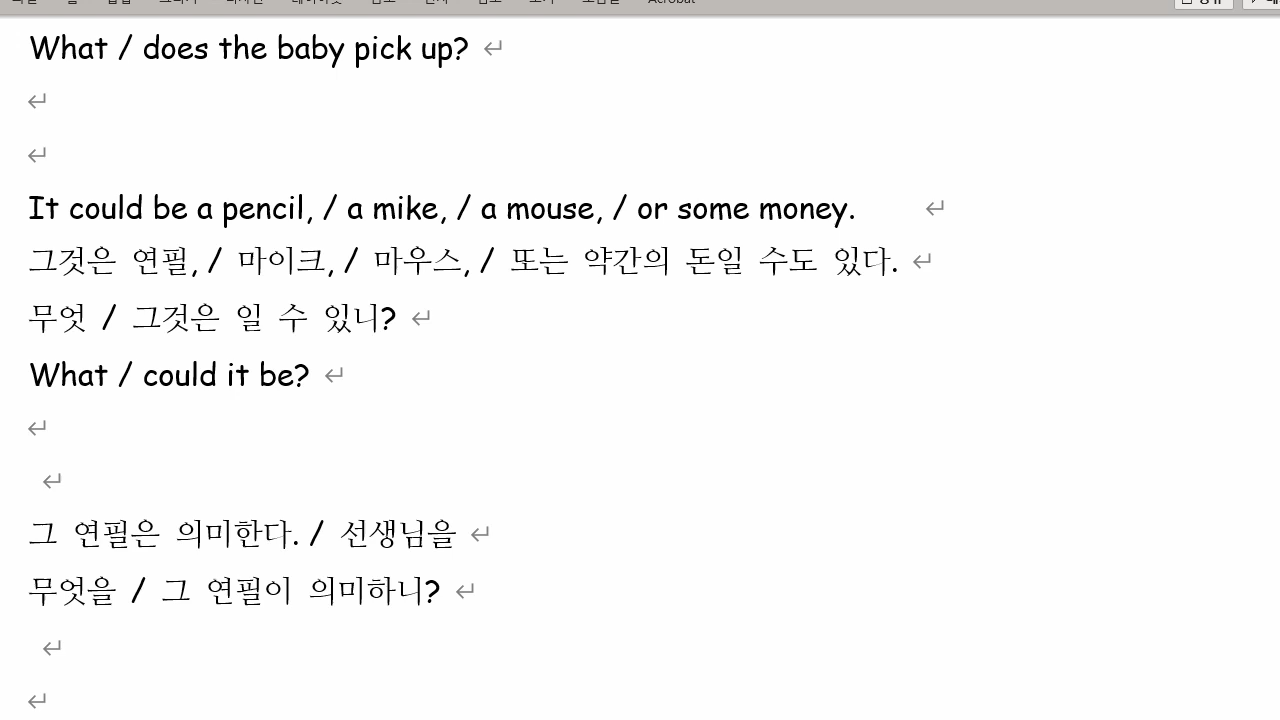 What / does the baby pick up?
It could be a pencil, / a mike, / a mouse, / or some money.
그것은 연필, / 마이크, / 마우스, / 또는 약간의 돈일 수도 있다.
무엇 / 그것은 일 수 있니?
What / could it be?
그 연필은 의미한다. / 선생님을
무엇을 / 그 연필이 의미하니?